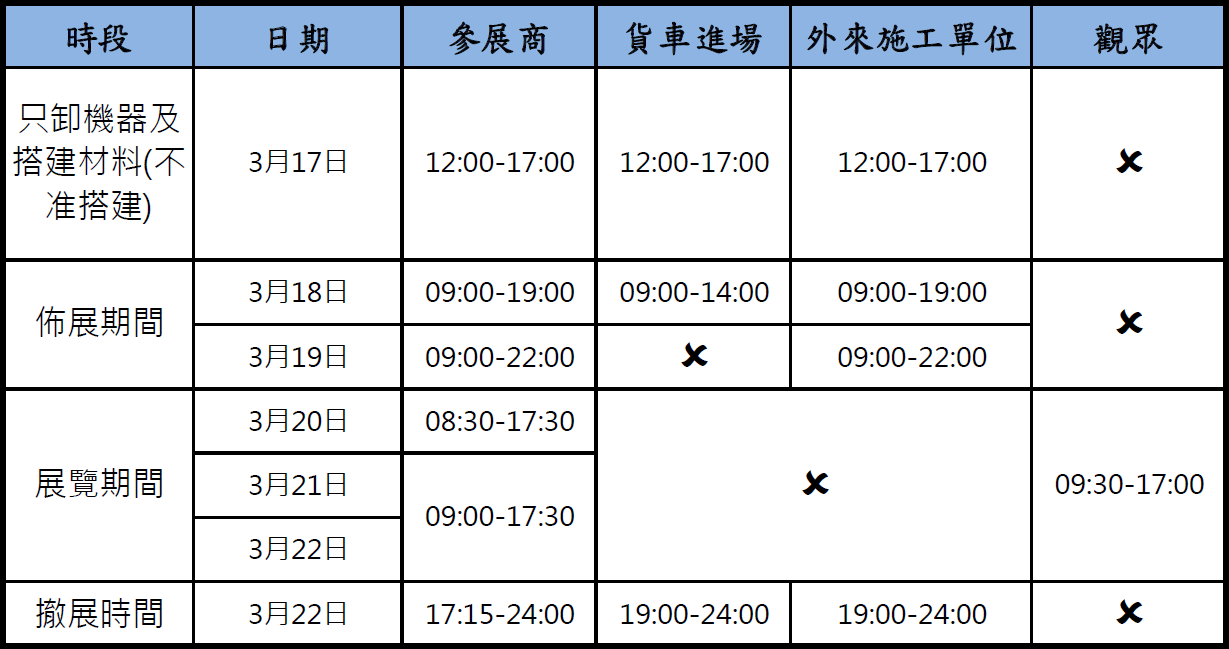 時段 日期 參展商 貨車進場 外來施工單位 觀眾
只卸機器及
搭建材料(不
准搭建)
3月17日 12:00-17:00 12:00-17:00 12:00-17:00 ✘
佈展期間
3月18日 09:00-19:00 09:00-14:00 09:00-19:00
✘
3月19日 09:00-22:00 ✘ 09:00-22:00
展覽期間
3月20日 08:30-17:30
3月21日
✘
09:30-17:00
09:00-17:30
3月22日
撤展時間 3月22日 17:15-24:00 19:00-24:00 19:00-24:00 ✘